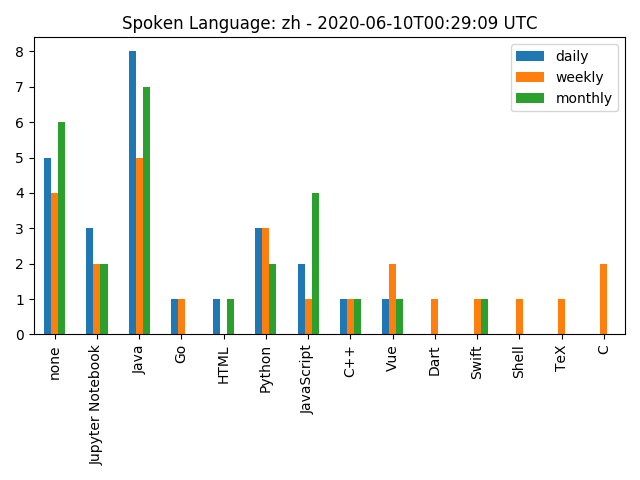 Spoken Language: zh - 2020-06-10T00:29:09 UTC
daily
weekly
monthly
8
7
6
5
4
3
2
1
0
none
Jupyter Notebook
Java
Go
HTML
Python
JavaScript
C++
Vue
Dart
Swift
Shell
TeX
C